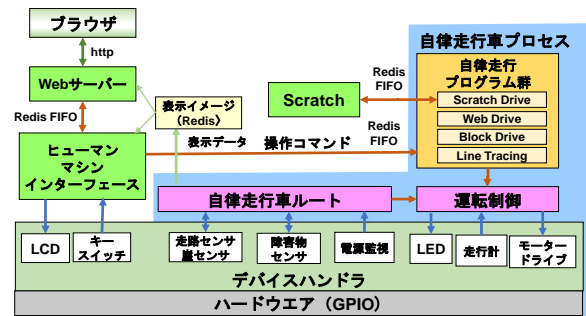 ブラウザ
http
Webサーバー
Redis FIFO
ヒューマン
マシン
インターフェース
表示イメージ
（Redis）
表示データ
操作コマンド
Scratch
Redis
FIFO
Redis
FIFO
自律走行車プロセス
自律走行
プログラム群
Scratch Drive
Web Drive
Block Drive
Line Tracing
自律走行車ルート
運転制御
LCD
キー
スイッチ
走路センサ
崖センサ
障害物
センサ
電源監視
LED
走行計
モーター
ドライブ
デバイスハンドラ
ハードウエア（GPIO）